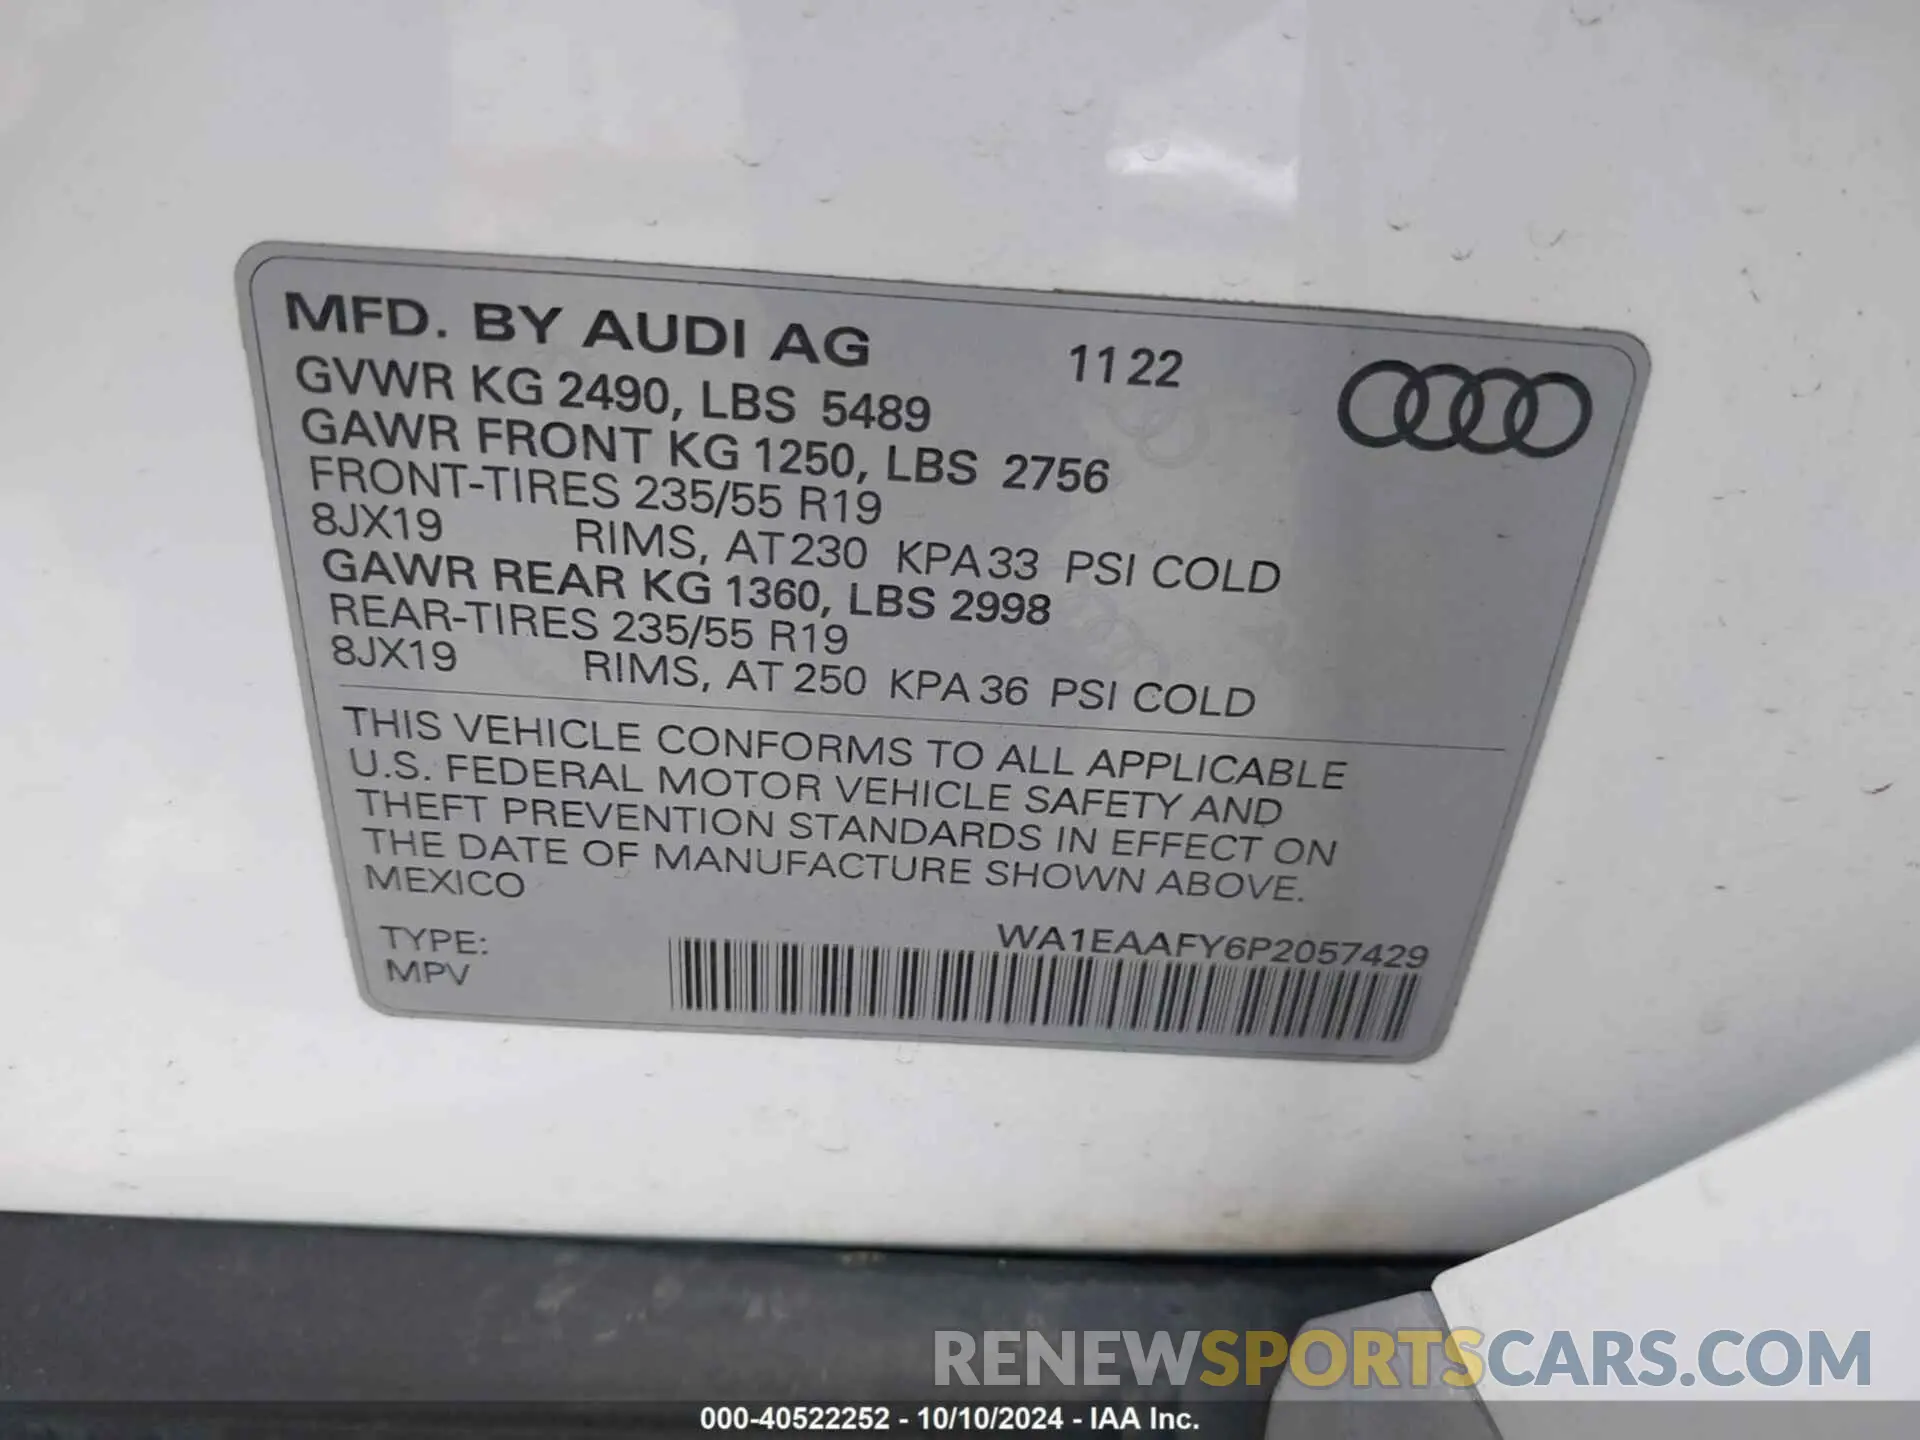 MFD. BY AUDI AG 1122
GVWR KG 2490, LBS 5489
GAWR FRONT KG 1250, LBS 2756
FRONT-TIRES 235/55 R19
8JX19 RIMS, AT 230 KPA 33 PSI COLD
GAWR REAR KG 1360, LBS 2998
REAR-TIRES 235/55 R19
8JX19 RIMS, AT 250 KPA 36 PSI COLD
THIS VEHICLE CONFORMS TO ALL APPLICABLE
U.S. FEDERAL MOTOR VEHICLE SAFETY AND
THEFT PREVENTION STANDARDS IN EFFECT ON
THE DATE OF MANUFACTURE SHOWN ABOVE.
MEXICO
TYPE: WA1EAAFY6P2057429
MPV
RENEWSPORTSCARS.COM
000-40522252 - 10/10/2024 - IAA Inc.